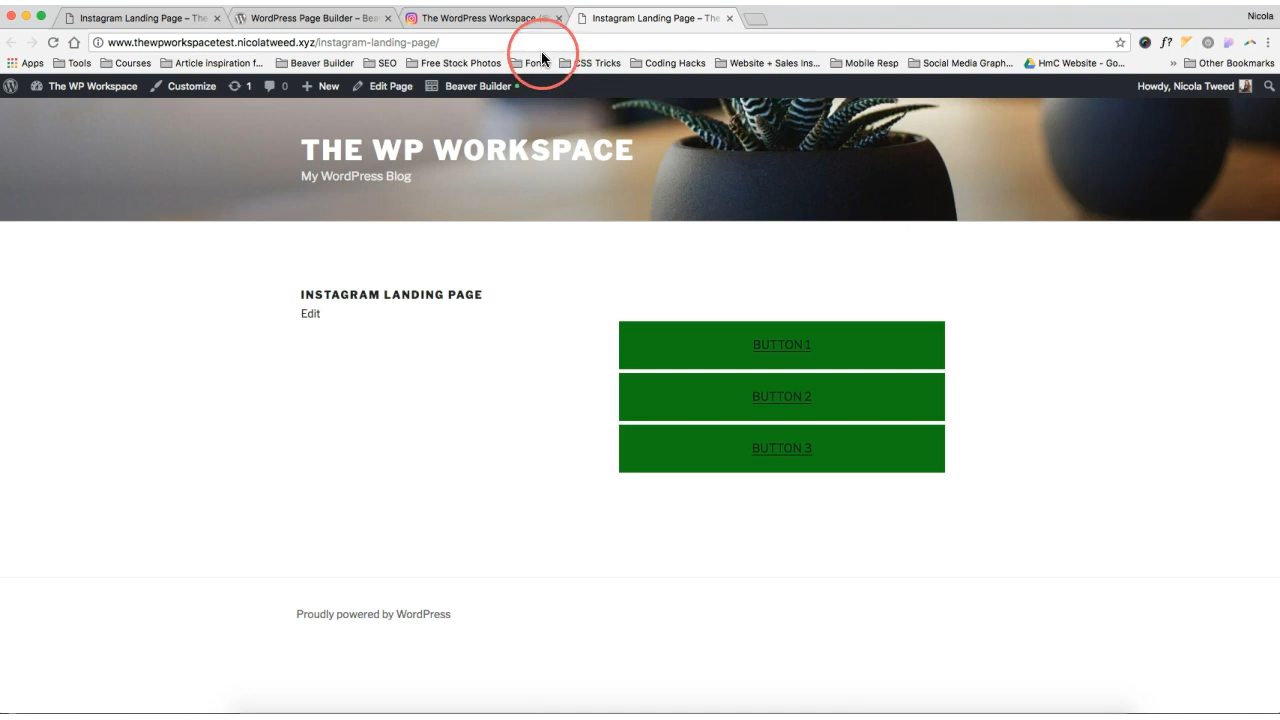 Instagram Landing Page – The
WordPress Page Builder – Bea
The WordPress Workspace
Instagram Landing Page – The
Nicola
www.thewpworkspacetest.nicolatweed.xyz/instagram-landing-page/
f?
Apps
Tools
Courses
Article inspiration f...
Beaver Builder
SEO
Free Stock Photos
CSS Tricks
Coding Hacks
Website + Sales Ins...
Mobile Resp
Social Media Graph...
HmC Website - Go...
»
Other Bookmarks
The WP Workspace
Customize
1
0
New
Edit Page
Beaver Builder
Howdy, Nicola Tweed
THE WP WORKSPACE
My WordPress Blog
INSTAGRAM LANDING PAGE
Edit
BUTTON 1
BUTTON 2
BUTTON 3
Proudly powered by WordPress